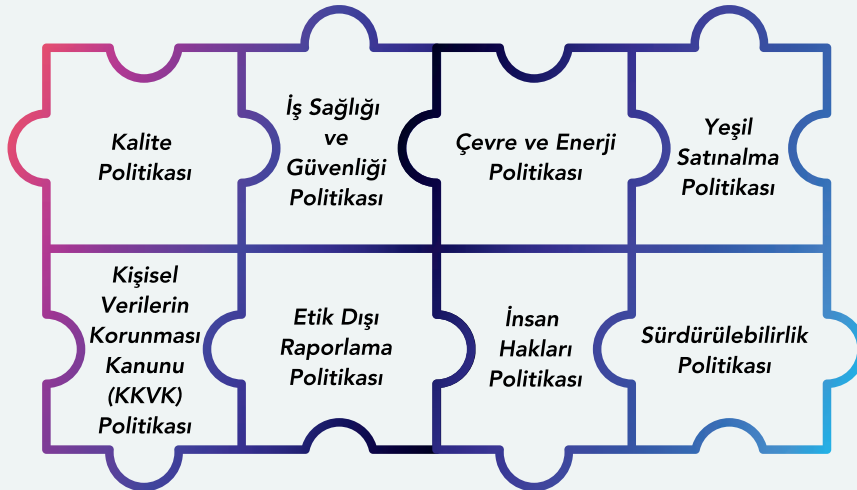 Kalite
Politikası
İş Sağlığı
ve
Güvenliği
Politikası
Çevre ve Enerji
Politikası
Yeşil
Satınalma
Politikası
Kişisel
Verilerin
Korunması
Kanunu
(KKVK)
Politikası
Etik Dışı
Raporlama
Politikası
İnsan
Hakları
Politikası
Sürdürülebilirlik
Politikası